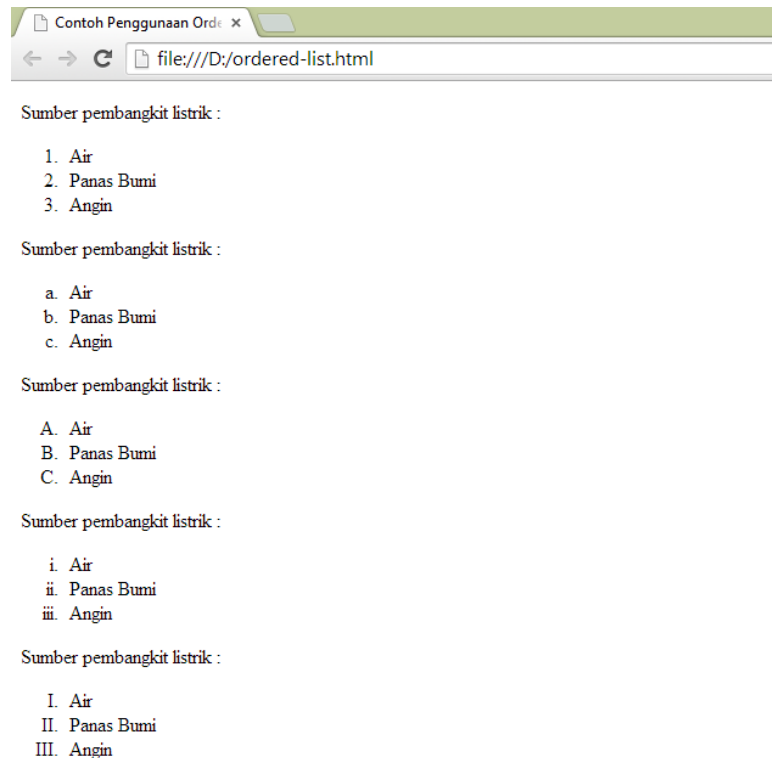 Contoh Penggunaan Orde
file:///D:/ordered-list.html
Sumber pembangkit listrik :
1. Air
2. Panas Bumi
3. Angin
Sumber pembangkit listrik :
a. Air
b. Panas Bumi
c. Angin
Sumber pembangkit listrik :
A. Air
B. Panas Bumi
C. Angin
Sumber pembangkit listrik :
i. Air
ii. Panas Bumi
iii. Angin
Sumber pembangkit listrik :
I. Air
II. Panas Bumi
III. Angin